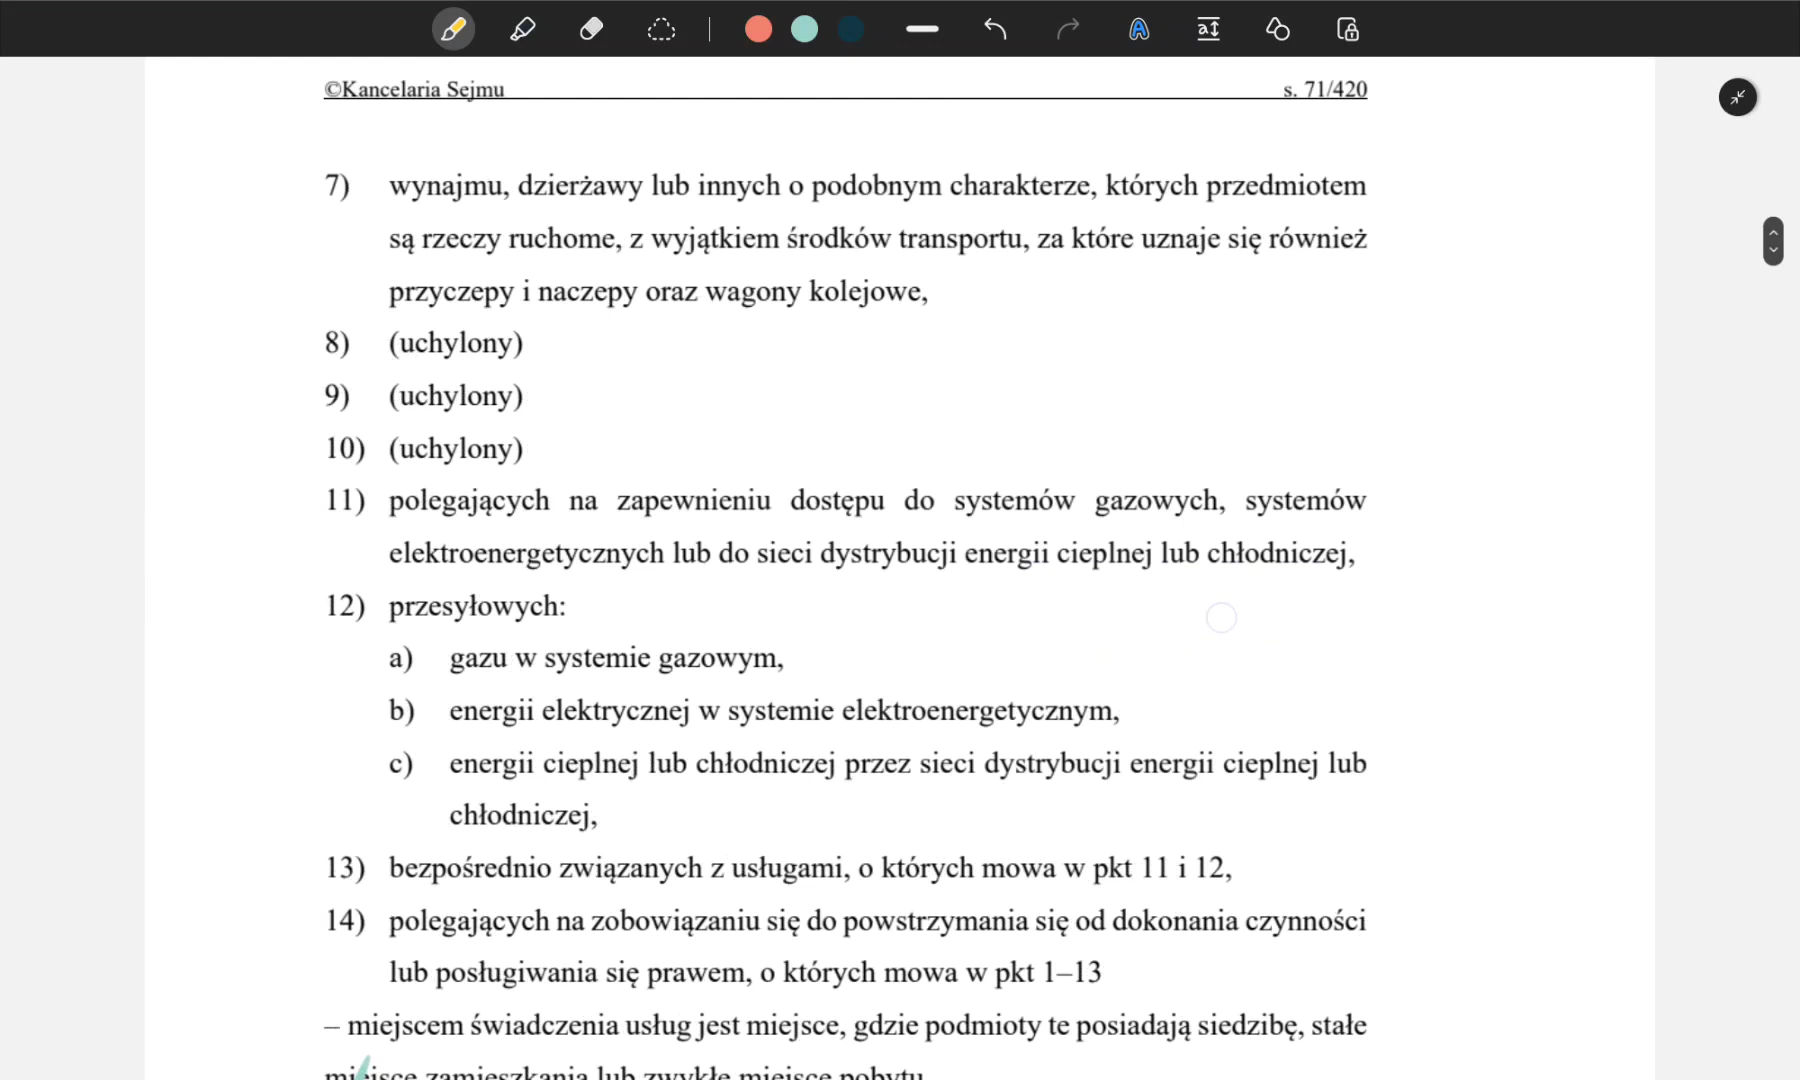 ©Kancelaria Sejmu s. 71/420
7) wynajmu, dzierżawy lub innych o podobnym charakterze, których przedmiotem
są rzeczy ruchome, z wyjątkiem środków transportu, za które uznaje się również
przyczepy i naczepy oraz wagony kolejowe,
8) (uchylony)
9) (uchylony)
10) (uchylony)
11) polegających na zapewnieniu dostępu do systemów gazowych, systemów
elektroenergetycznych lub do sieci dystrybucji energii cieplnej lub chłodniczej,
12) przesyłowych:
a) gazu w systemie gazowym,
b) energii elektrycznej w systemie elektroenergetycznym,
c) energii cieplnej lub chłodniczej przez sieci dystrybucji energii cieplnej lub
chłodniczej,
13) bezpośrednio związanych z usługami, o których mowa w pkt 11 i 12,
14) polegających na zobowiązaniu się do powstrzymania się od dokonania czynności
lub posługiwania się prawem, o których mowa w pkt 1–13
– miejscem świadczenia usług jest miejsce, gdzie podmioty te posiadają siedzibę, stałe
miejsce zamieszkania lub zwykłe miejsce pobytu